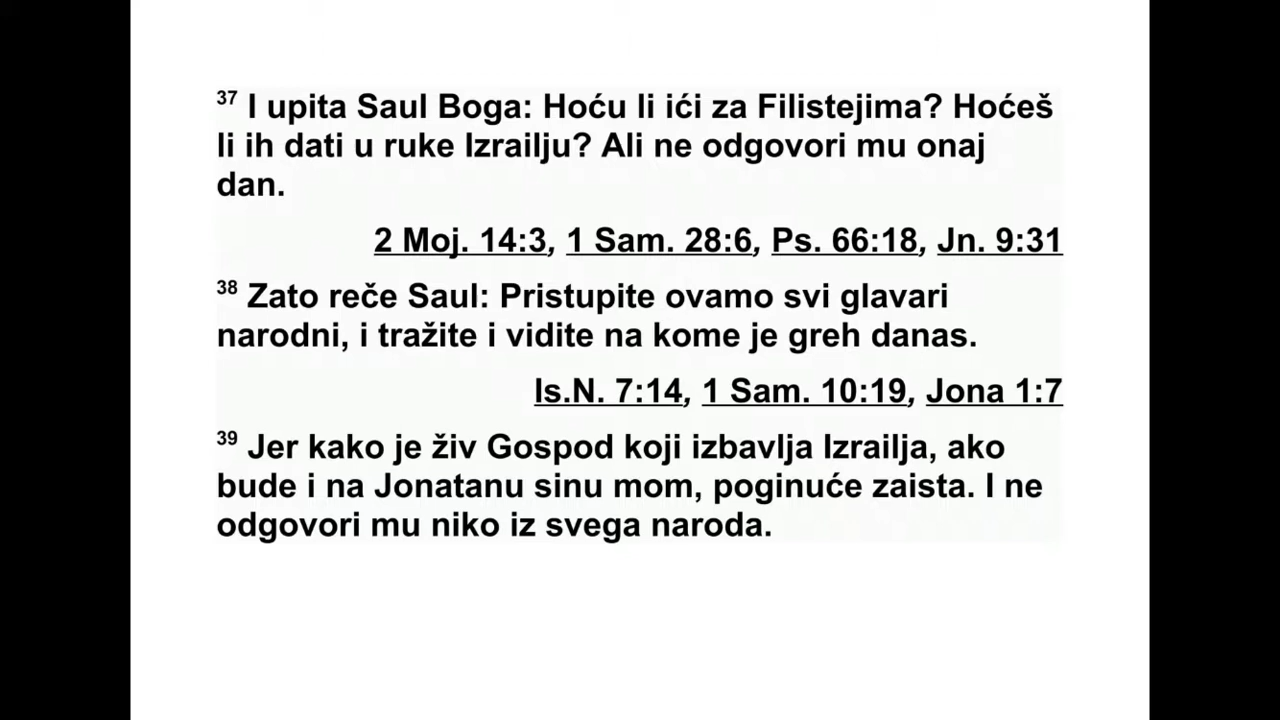 37 I upita Saul Boga: Hoću li ići za Filistejima? Hoćeš
li ih dati u ruke Izrailju? Ali ne odgovori mu onaj
dan.
2 Moj. 14:3, 1 Sam. 28:6, Ps. 66:18, Jn. 9:31
38 Zato reče Saul: Pristupite ovamo svi glavari
narodni, i tražite i vidite na kome je greh danas.
Is.N. 7:14, 1 Sam. 10:19, Jona 1:7
39 Jer kako je živ Gospod koji izbavlja Izrailja, ako
bude i na Jonatanu sinu mom, poginuće zaista. I ne
odgovori mu niko iz svega naroda.